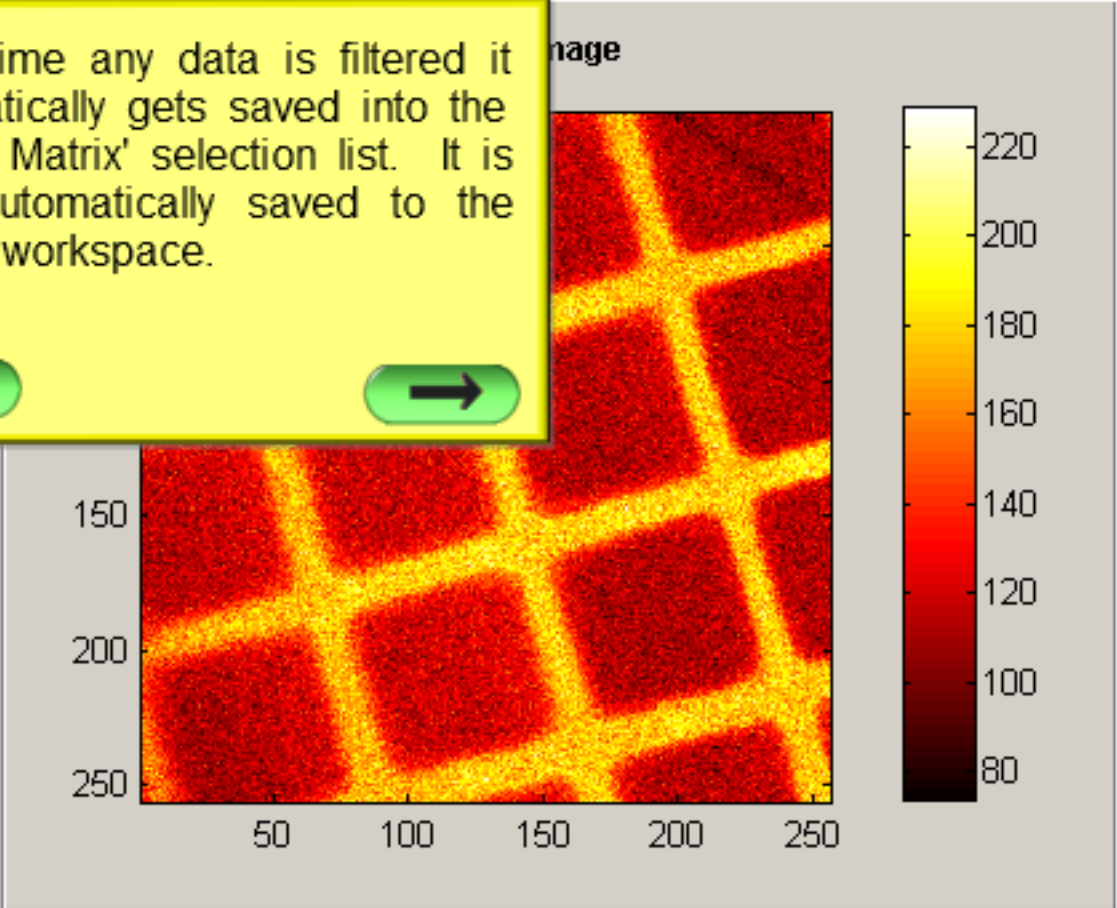 ime any data is filtered it
atically gets saved into the
Matrix' selection list. It is
utomatically saved to the
workspace.
nage
150
200
250
50
100
150
200
250
220
200
180
160
140
120
100
80